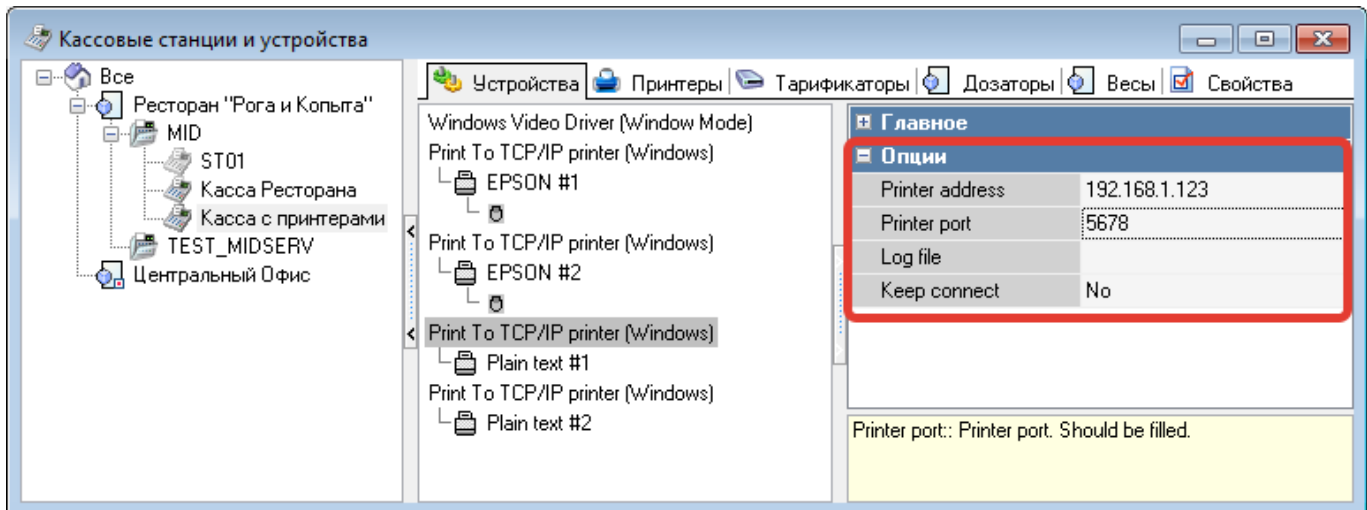 Кассовые станции и устройства
Все
Ресторан "Рога и Копыта"
MID
ST01
Касса Ресторана
Касса с принтерами
TEST_MIDSERV
Центральный Офис
Устройства Принтеры Тарификаторы Дозаторы Весы Свойства
Windows Video Driver (Window Mode)
Print To TCP/IP printer (Windows)
EPSON #1
Print To TCP/IP printer (Windows)
EPSON #2
Print To TCP/IP printer (Windows)
Plain text #1
Print To TCP/IP printer (Windows)
Plain text #2
Главное
Опции
Printer address 192.168.1.123
Printer port 5678
Log file
Keep connect No
Printer port:: Printer port. Should be filled.